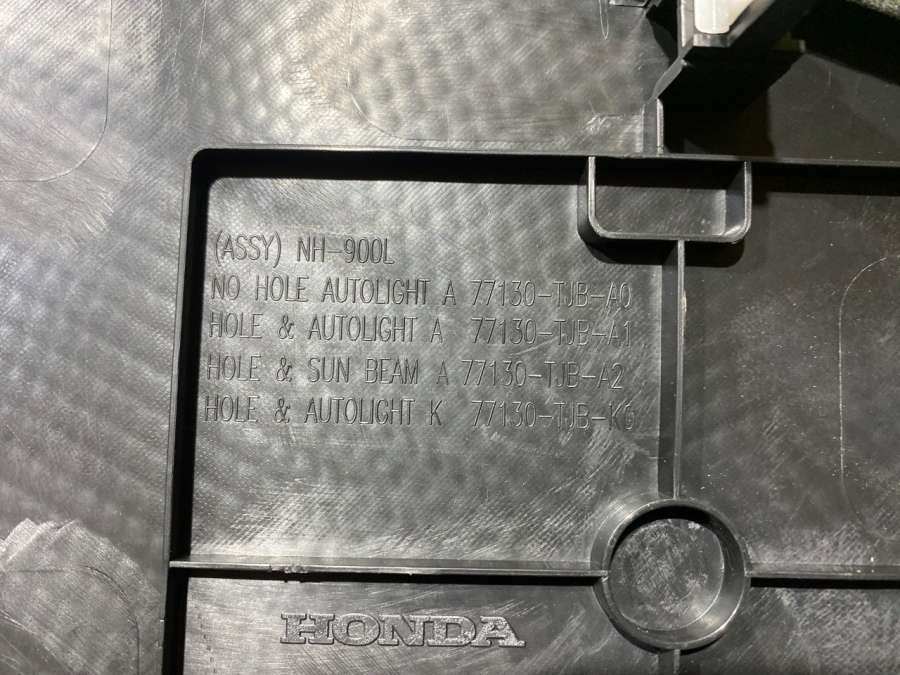 (ASSY) NH-900L
NO HOLE AUTOLIGHT A 77130-TJB-A0
HOLE & AUTOLIGHT A 77130-TJB-A1
HOLE & SUN BEAM A 77130-TJB-A2
HOLE & AUTOLIGHT K 77130-TJB-K0
HONDA